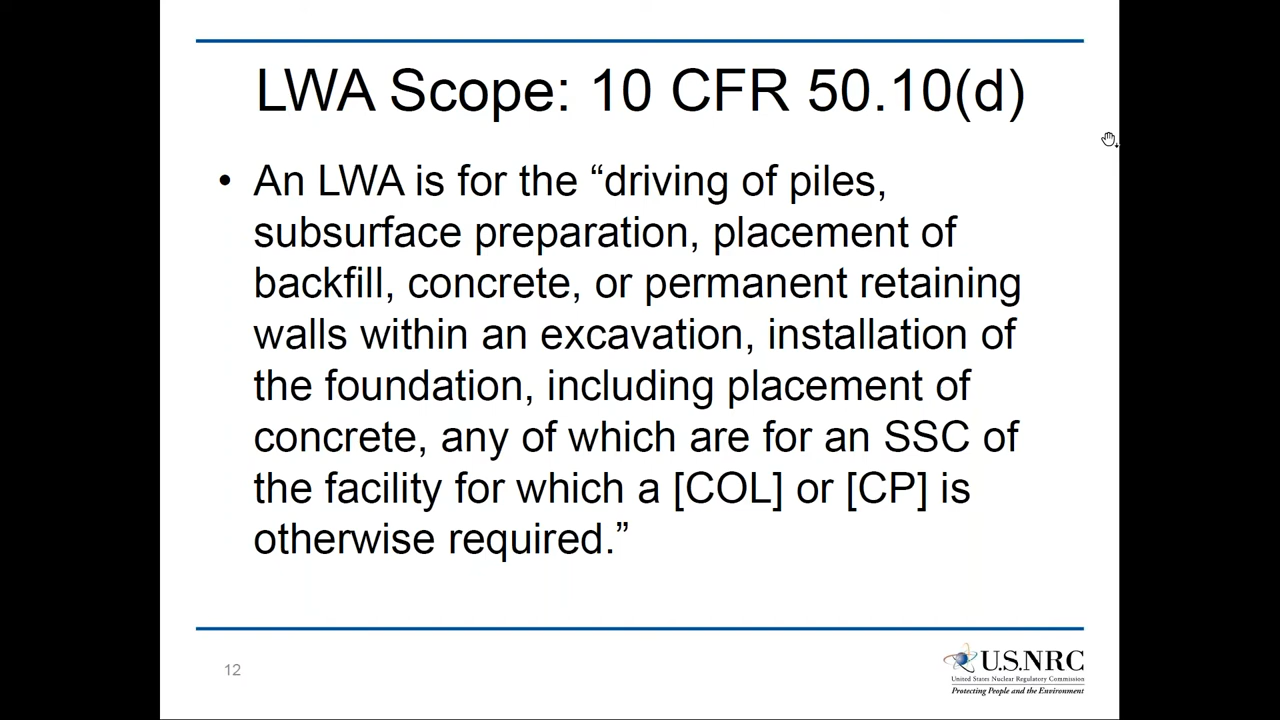 LWA Scope: 10 CFR 50.10(d)
• An LWA is for the “driving of piles,
subsurface preparation, placement of
backfill, concrete, or permanent retaining
walls within an excavation, installation of
the foundation, including placement of
concrete, any of which are for an SSC of
the facility for which a [COL] or [CP] is
otherwise required.”
12
U.S.NRC
United States Nuclear Regulatory Commission
Protecting People and the Environment